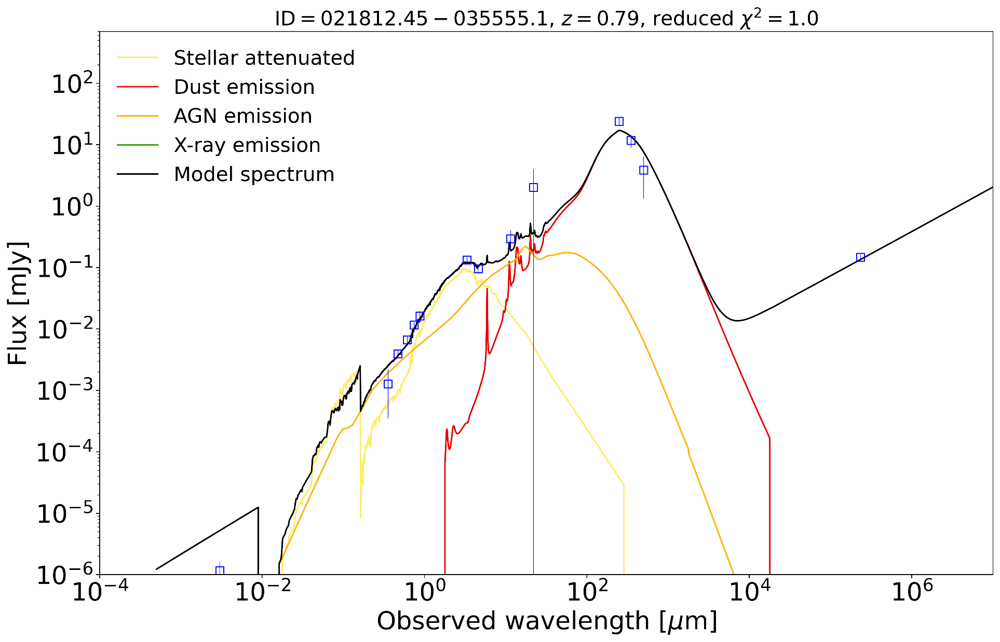 ID = 021812.45 − 035555.1, z = 0.79, reduced χ² = 1.0
Stellar attenuated
Dust emission
AGN emission
X-ray emission
Model spectrum
10²
10¹
10⁰
10⁻¹
10⁻²
10⁻³
10⁻⁴
10⁻⁵
10⁻⁶
Flux [mJy]
10⁻⁴ 10⁻² 10⁰ 10² 10⁴ 10⁶
Observed wavelength [μm]